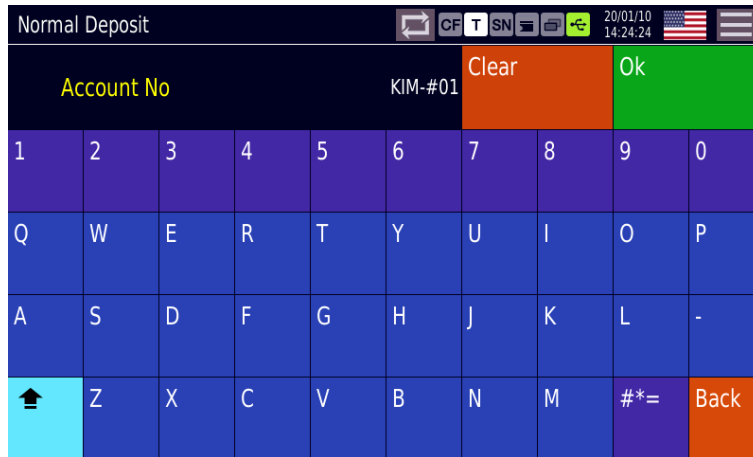 Normal Deposit CF T SN 20/01/10
14:24:24
Account No KIM-#01 Clear Ok
1 2 3 4 5 6 7 8 9 0
Q W E R T Y U I O P
A S D F G H J K L -
Z X C V B N M #*= Back